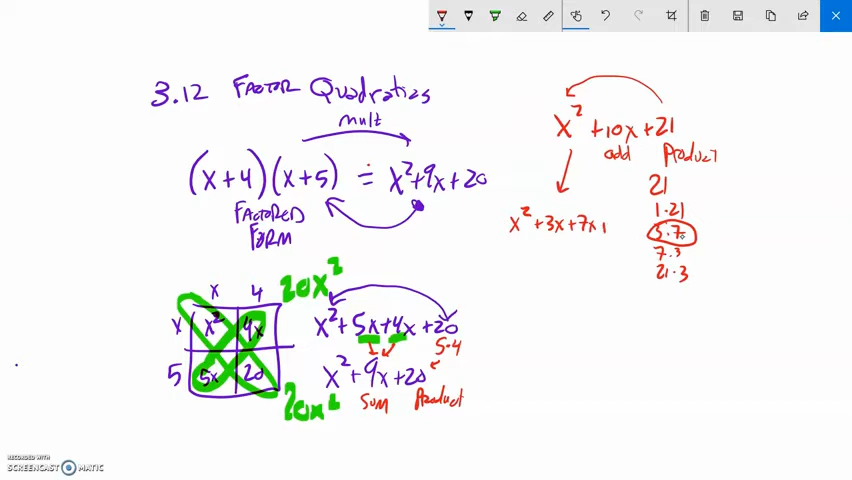 3.12 FACTOR Quadratics
mult
(x+4)(x+5) = x²+9x+20
FACTORED
FORM
x 4
x x² 4x
5 5x 20
20x²
20x²
x²+5x+4x+20
5·4
x²+9x+20
Sum Product
x²+10x+21
add Product
21
1·21
3·7
7·3
21·3
x²+3x+7x
RECORDED WITH
SCREENCAST MATIC